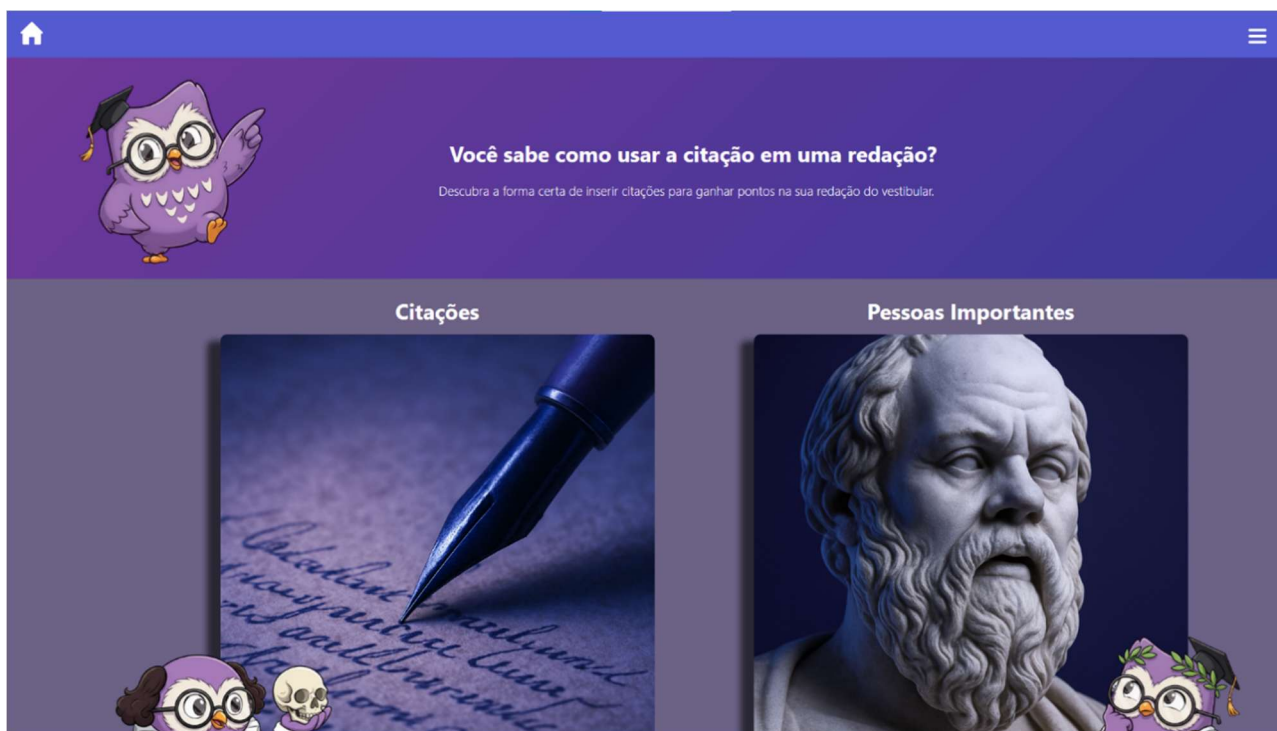 Você sabe como usar a citação em uma redação?
Descubra a forma certa de inserir citações para ganhar pontos na sua redação do vestibular.
Citações
Pessoas Importantes